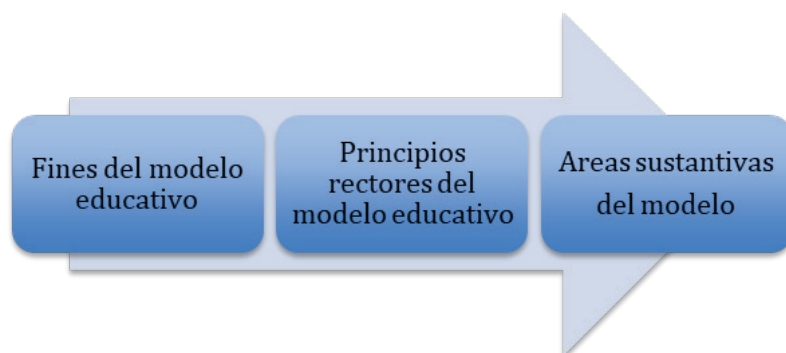 Fines del modelo
educativo
Principios
rectores del
modelo educativo
Areas sustantivas
del modelo